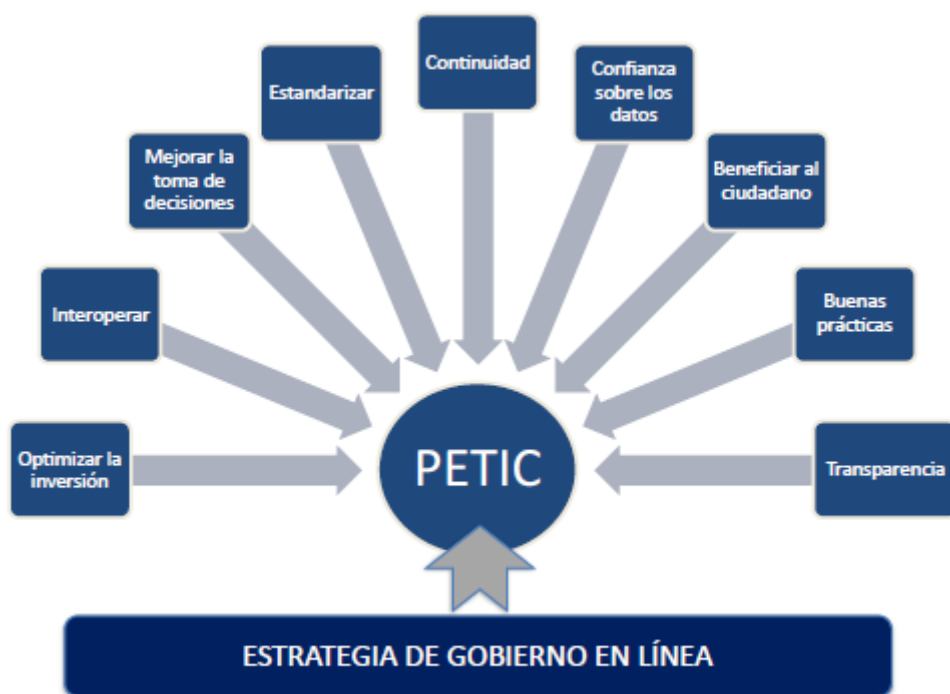 Continuidad
Estandarizar
Confianza
sobre los
datos
Mejorar la
toma de
decisiones
Beneficiar al
ciudadano
Interoperar
Buenas
prácticas
Optimizar la
inversión
PETIC
Transparencia
ESTRATEGIA DE GOBIERNO EN LÍNEA